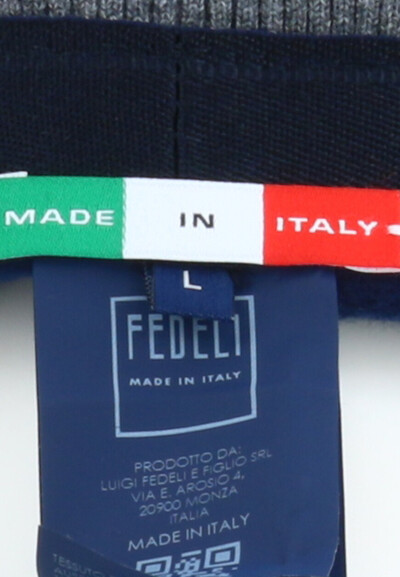 MADE IN ITALY
L
FEDELI
MADE IN ITALY
PRODOTTO DA:
LUIGI FEDELI E FIGLIO SRL
VIA E. AROSIO 4,
20900 MONZA
ITALIA
MADE IN ITALY
TESSUTO